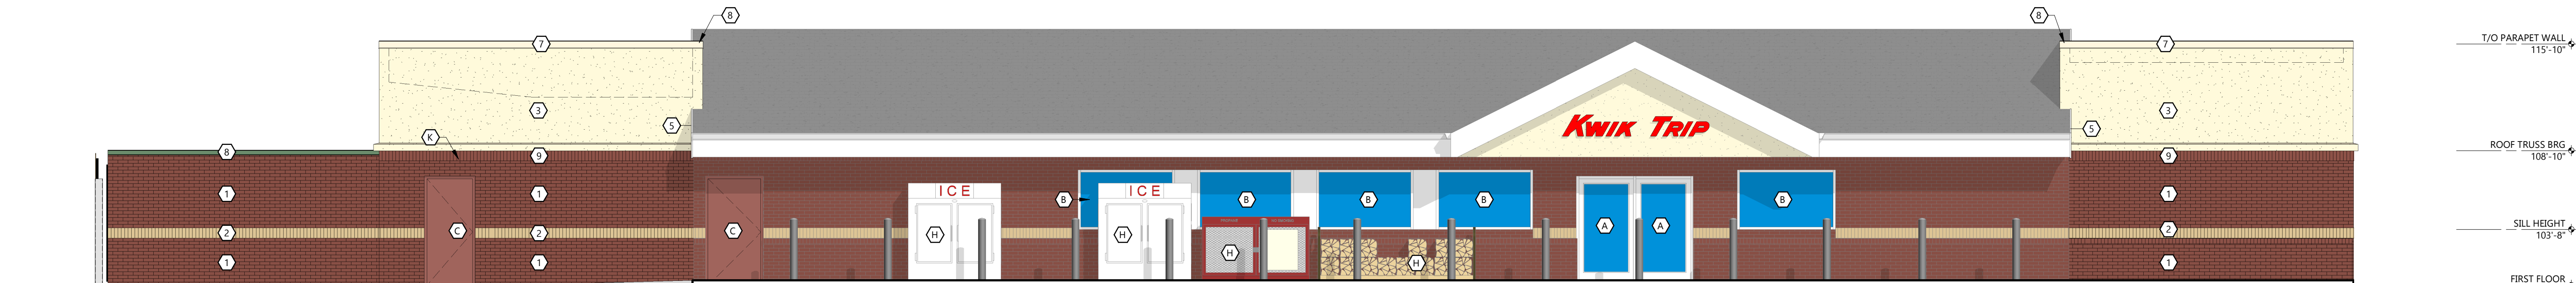 8
8
7
7
T/O PARAPET WALL
115'-10"
3
3
5
5
KWIK TRIP
K
8
9
9
ROOF TRUSS BRG
108'-10"
ICE
ICE
1
1
1
B
B
B
B
B
A
A
SILL HEIGHT
103'-8"
2
2
2
C
C
H
H
H
H
1
1
1
FIRST FLOOR